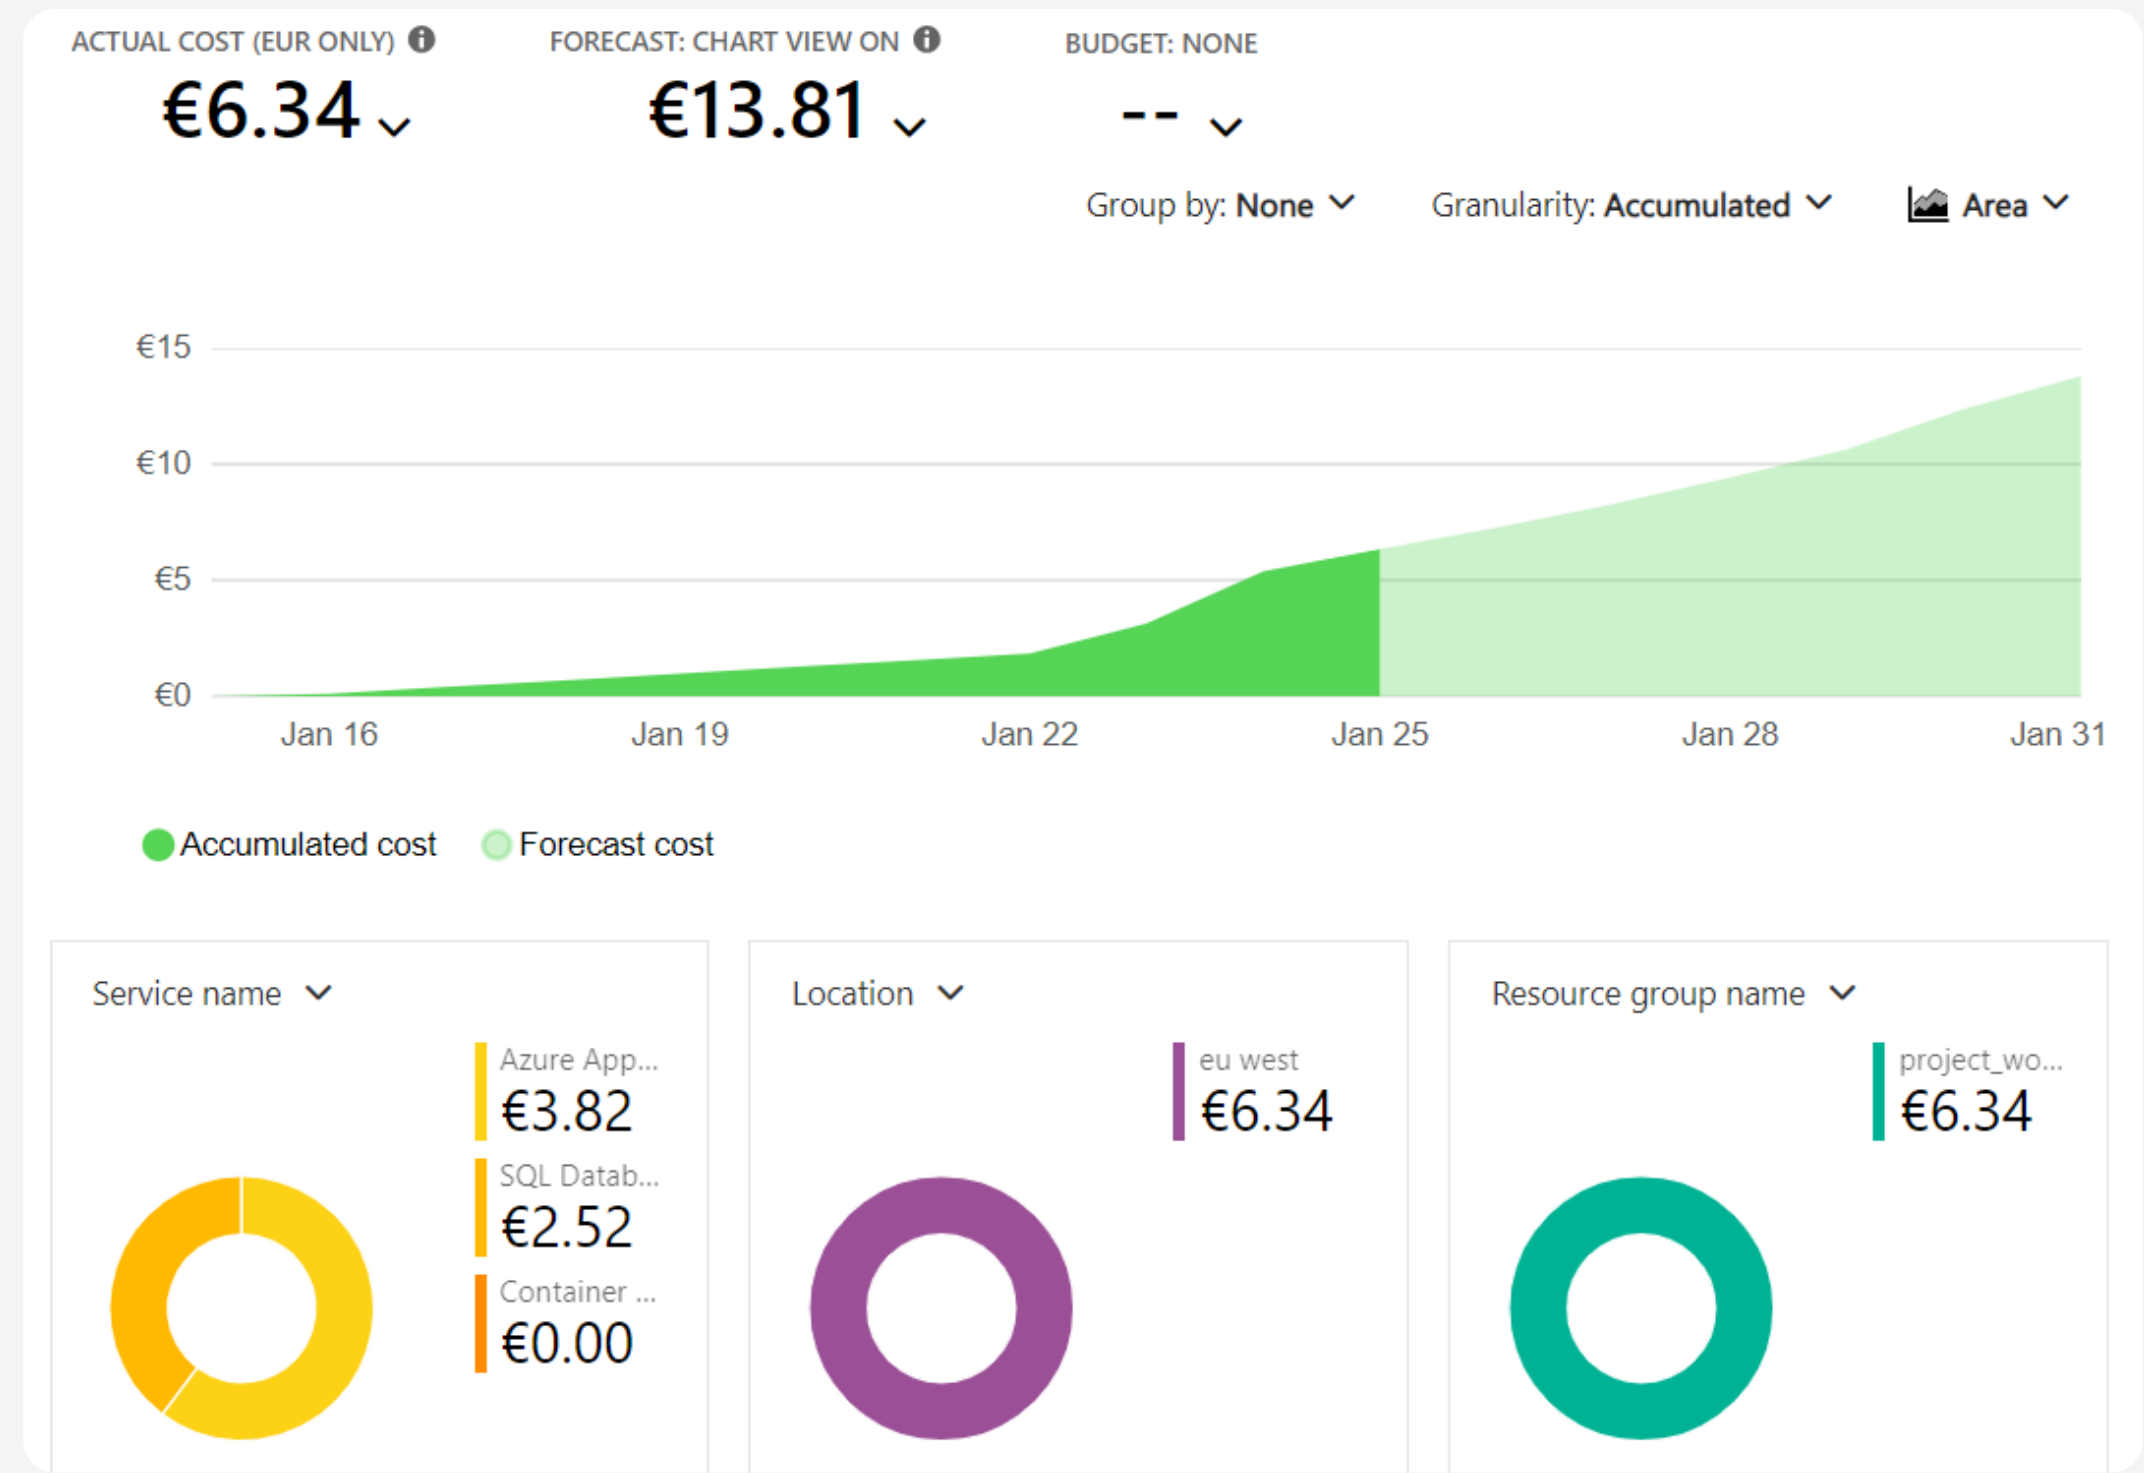 ACTUAL COST (EUR ONLY)
€6.34
FORECAST: CHART VIEW ON
€13.81
BUDGET: NONE
--
Group by: None
Granularity: Accumulated
Area
€15
€10
€5
€0
Jan 16
Jan 19
Jan 22
Jan 25
Jan 28
Jan 31
Accumulated cost
Forecast cost
Service name
Azure App...
€3.82
SQL Datab...
€2.52
Container ...
€0.00
Location
eu west
€6.34
Resource group name
project_wo...
€6.34